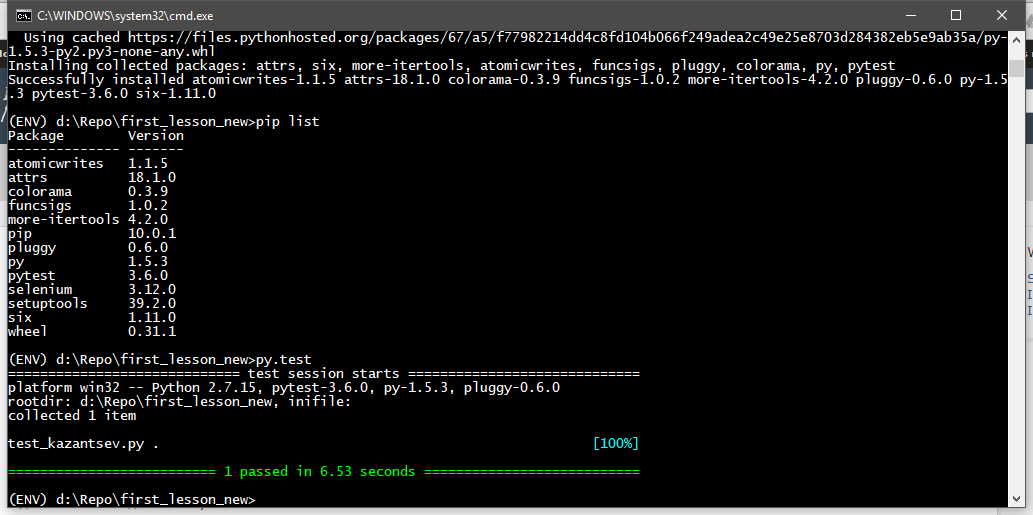 C:\WINDOWS\system32\cmd.exe
Using cached https://files.pythonhosted.org/packages/67/a5/f77982214dd4c8fd104b066f249adea2c49e25e8703d284382eb5e9ab35a/py-
1.5.3-py2.py3-none-any.whl
Installing collected packages: attrs, six, more-itertools, atomicwrites, funcsigs, pluggy, colorama, py, pytest
Successfully installed atomicwrites-1.1.5 attrs-18.1.0 colorama-0.3.9 funcsigs-1.0.2 more-itertools-4.2.0 pluggy-0.6.0 py-1.5
.3 pytest-3.6.0 six-1.11.0
(ENV) d:\Repo\first_lesson_new>pip list
Package        Version
-------------- -------
atomicwrites   1.1.5
attrs          18.1.0
colorama       0.3.9
funcsigs       1.0.2
more-itertools 4.2.0
pip            10.0.1
pluggy         0.6.0
py             1.5.3
pytest         3.6.0
selenium       3.12.0
setuptools     39.2.0
six            1.11.0
wheel          0.31.1
(ENV) d:\Repo\first_lesson_new>py.test
============================= test session starts =============================
platform win32 -- Python 2.7.15, pytest-3.6.0, py-1.5.3, pluggy-0.6.0
rootdir: d:\Repo\first_lesson_new, inifile:
collected 1 item
test_kazantsev.py .                                                      [100%]
========================== 1 passed in 6.53 seconds ===========================
(ENV) d:\Repo\first_lesson_new>